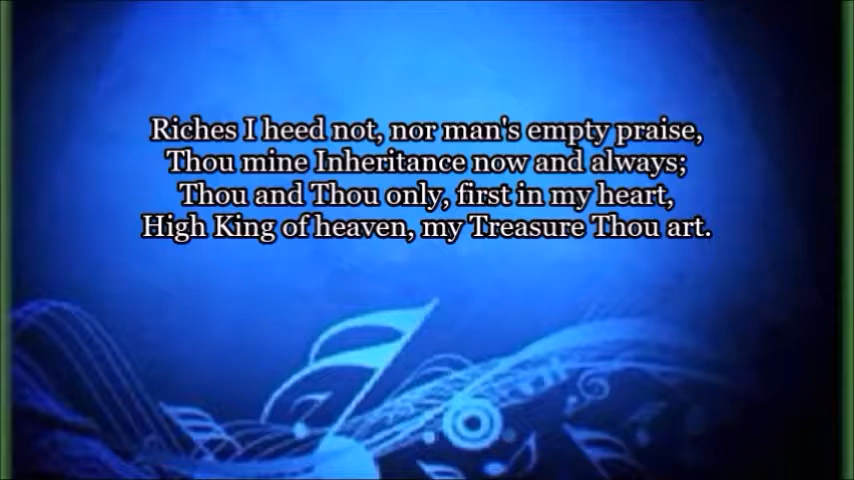 Riches I heed not, nor man's empty praise,
Thou mine Inheritance now and always;
Thou and Thou only, first in my heart,
High King of heaven, my Treasure Thou art.